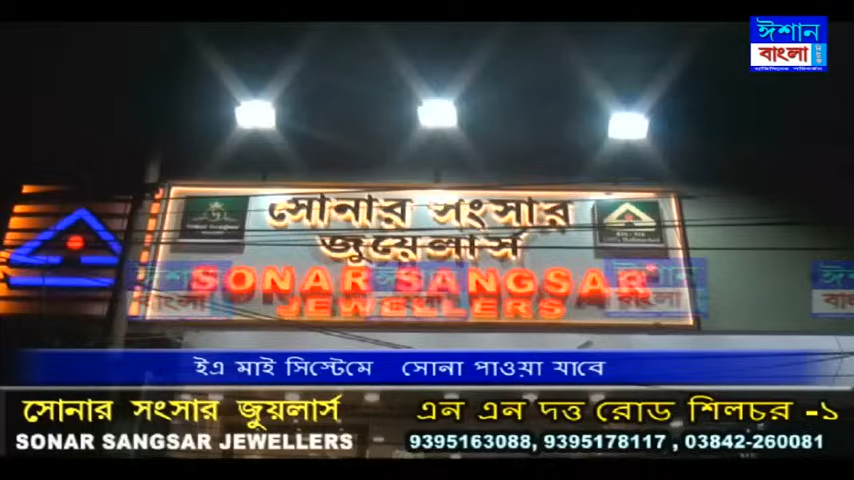 ঈশান
বাংলা
সোনার সংসার
জুয়েলার্স
SONAR SANGSAR
JEWELLERS
ইএ মাই সিস্টেমে সোনা পাওয়া যাবে
সোনার সংসার জুয়েলার্স
এন এন দত্ত রোড শিলচর -১
SONAR SANGSAR JEWELLERS
9395163088, 9395178117, 03842-260081